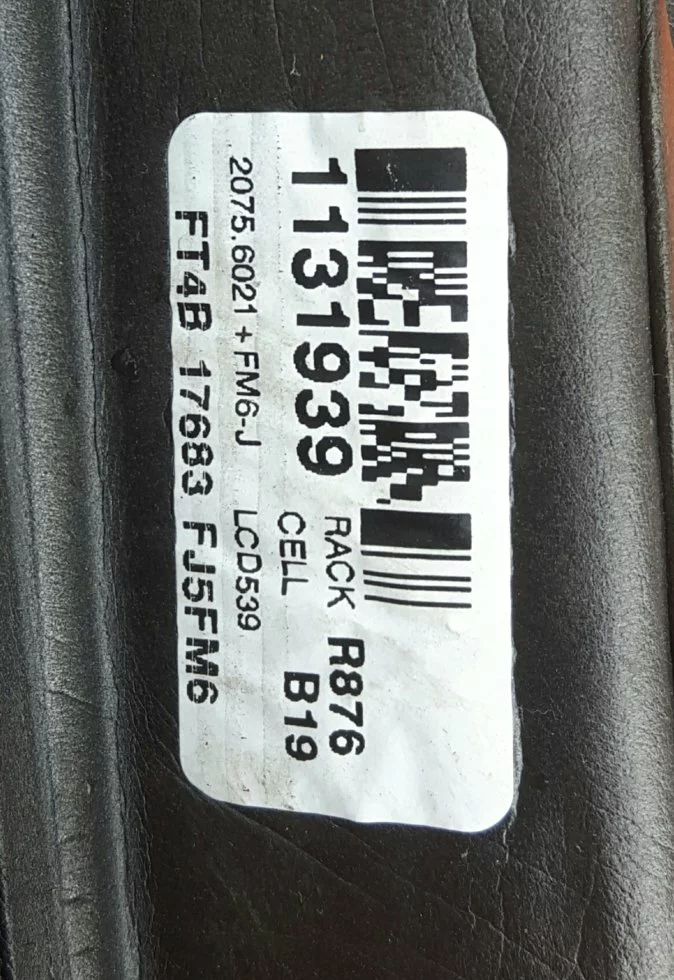 1131939 RACK R876
CELL B19
2075.6021 + FM6-J LCD539
FT4B 17683 FJ5FM6